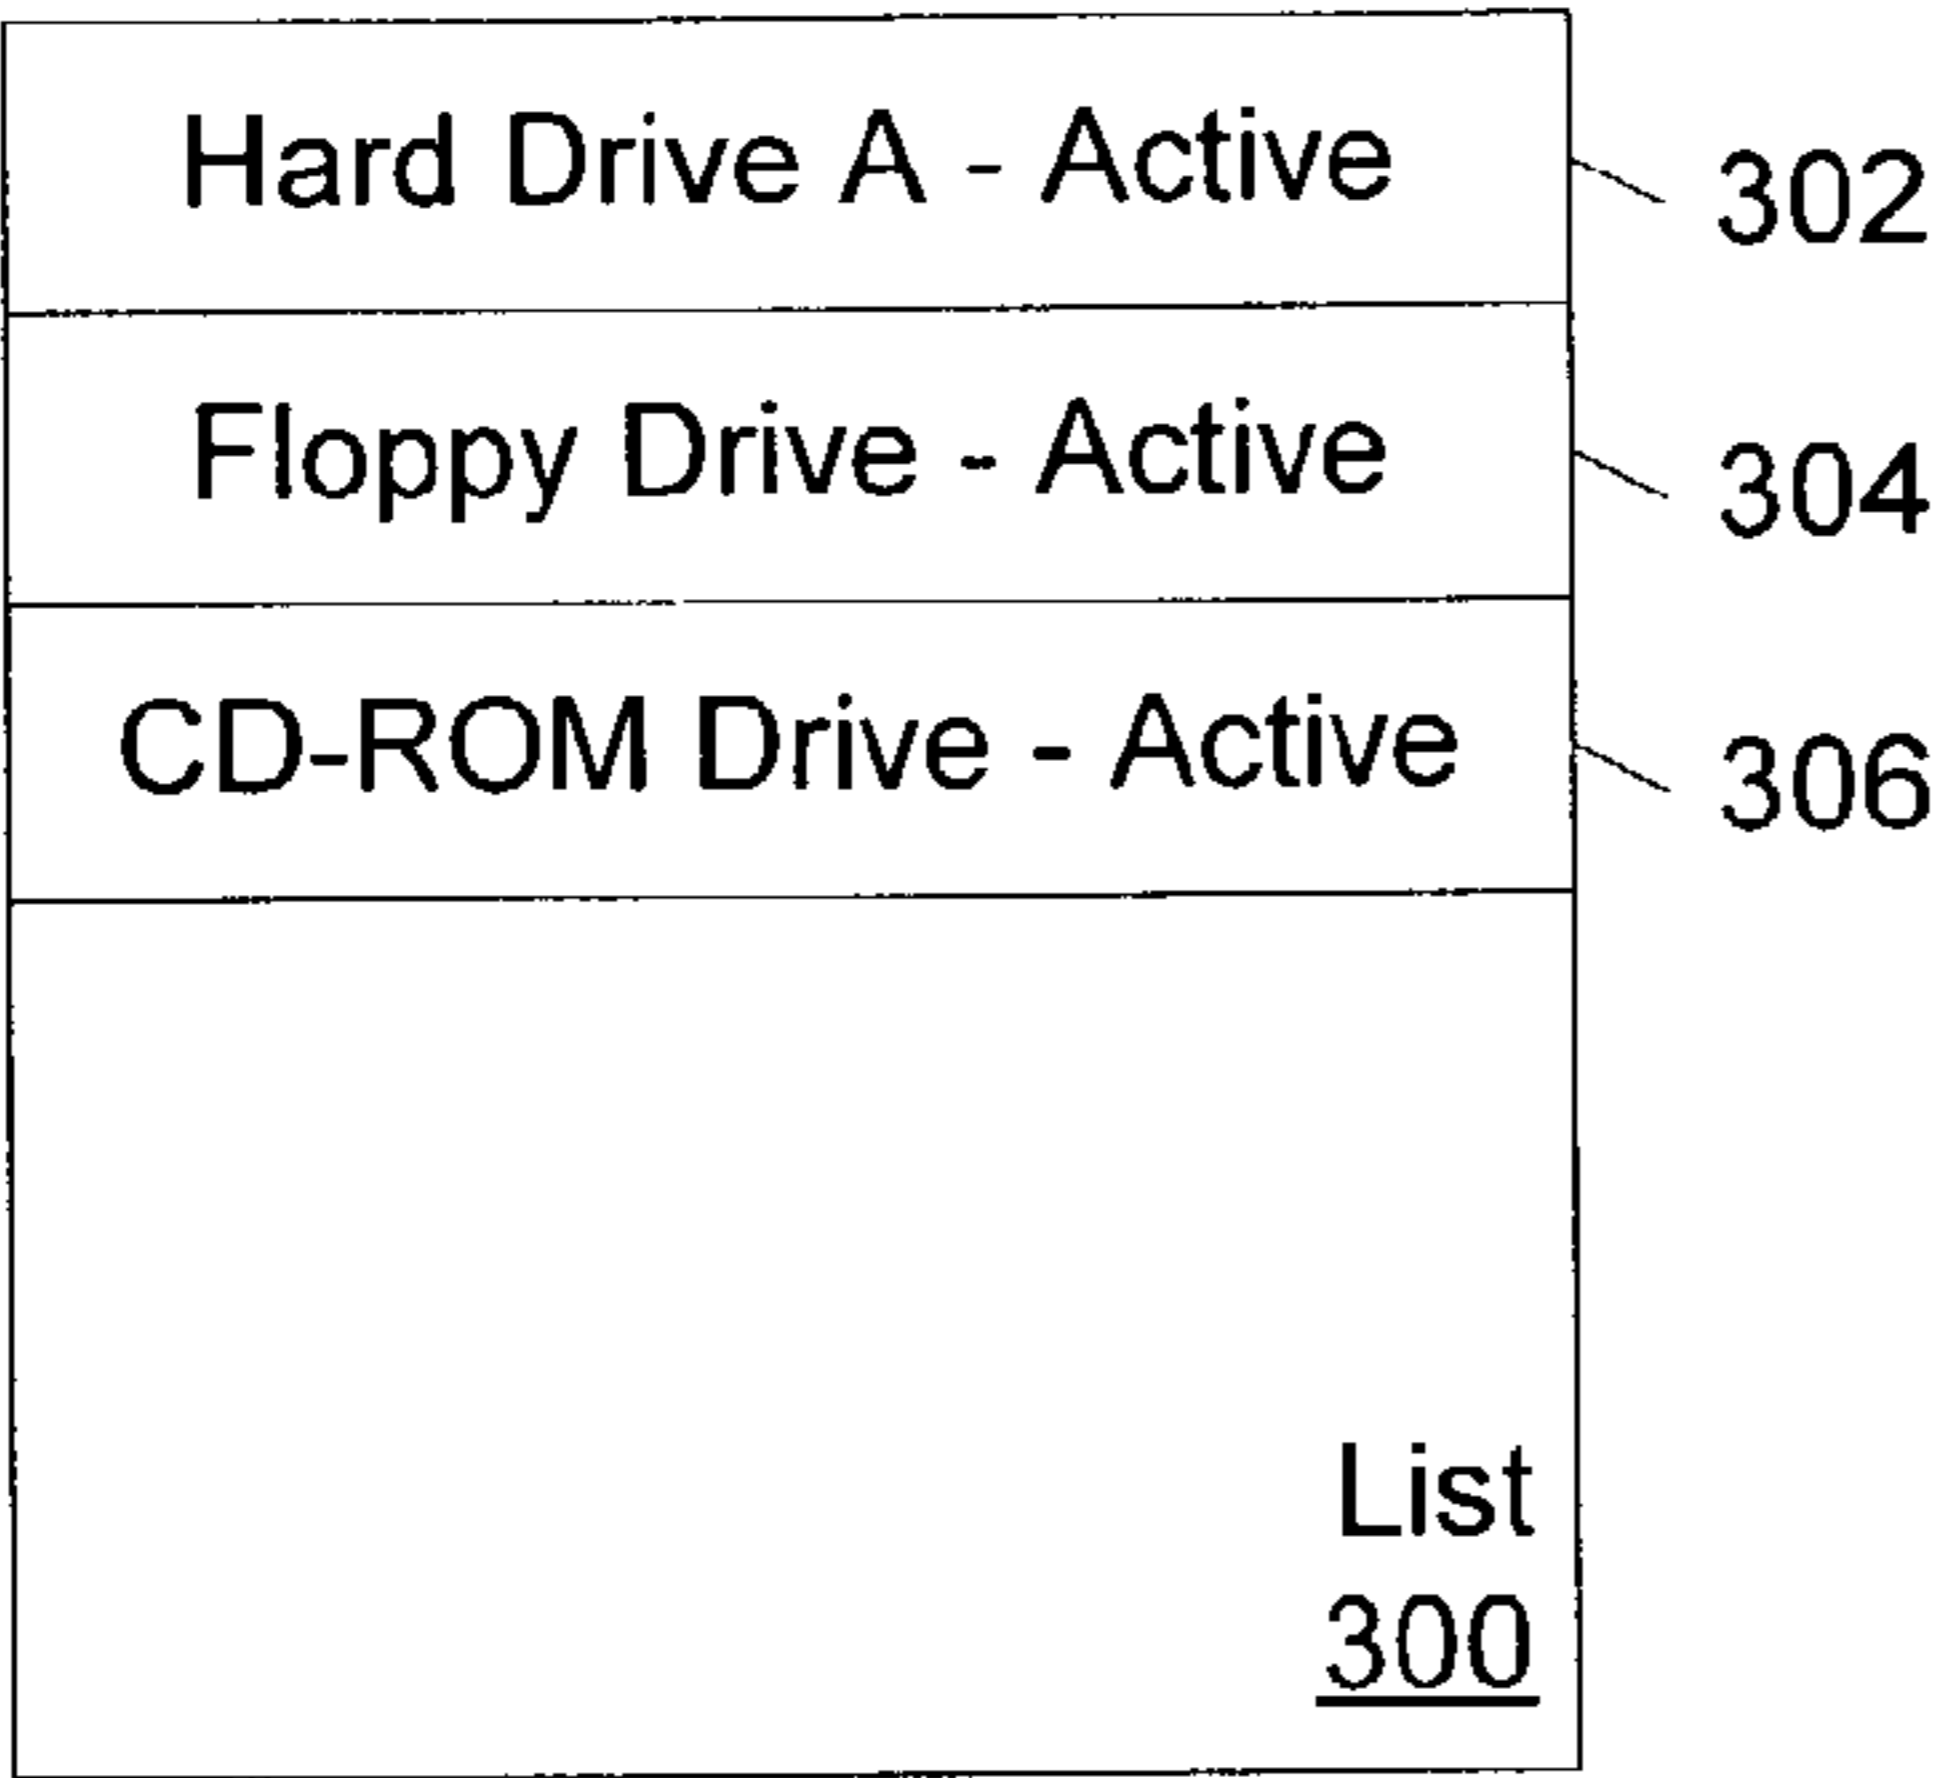 Hard Drive A - Active
302
Floppy Drive - Active
304
CD-ROM Drive - Active
306
List
300